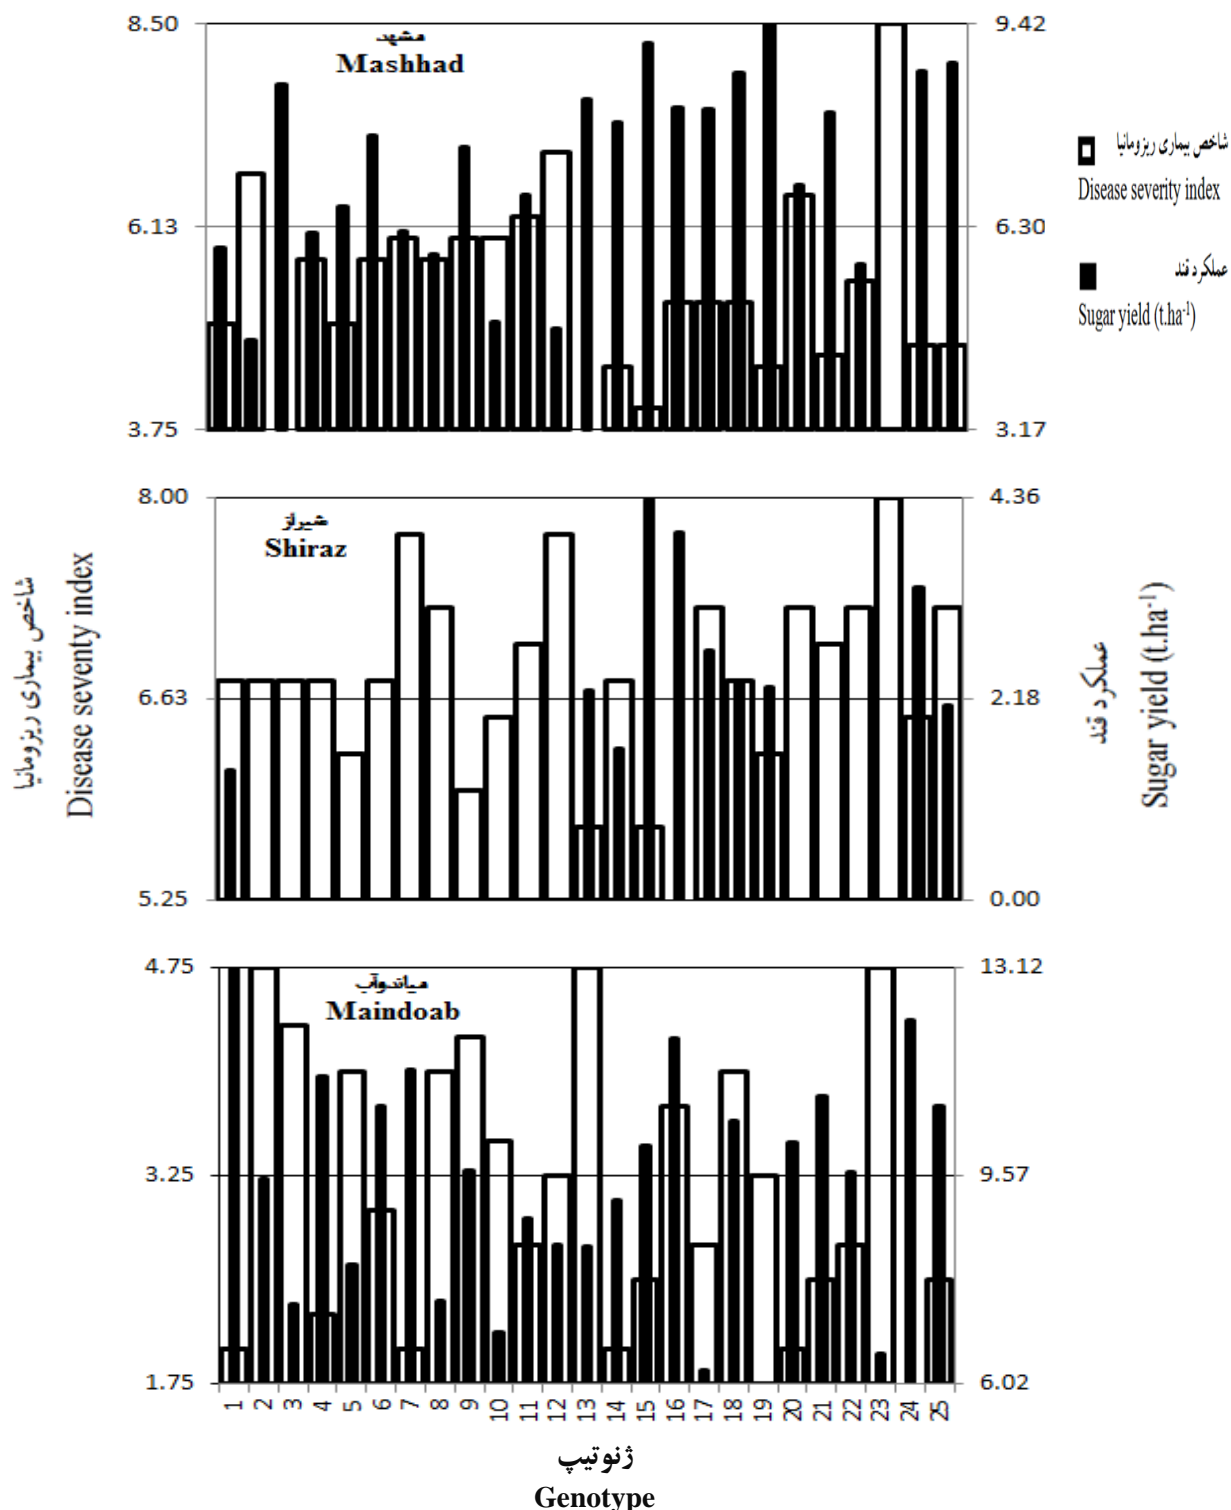 8.50
9.42
مشهد
Mashhad
شاخص بیماری ریزومانیا
Disease severity index
6.13
6.30
عملکرد قند
Sugar yield (t.ha-1)
3.75
3.17
8.00
4.36
شیراز
Shiraz
شاخص بیماری ریزومانیا
Disease seventy index
6.63
2.18
عملکرد قند
Sugar yield (t.ha-1)
5.25
0.00
4.75
13.12
میاندوآب
Maindoab
3.25
9.57
1.75
6.02
1 2 3 4 5 6 7 8 9 10 11 12 13 14 15 16 17 18 19 20 21 22 23 24 25
ژنوتیپ
Genotype